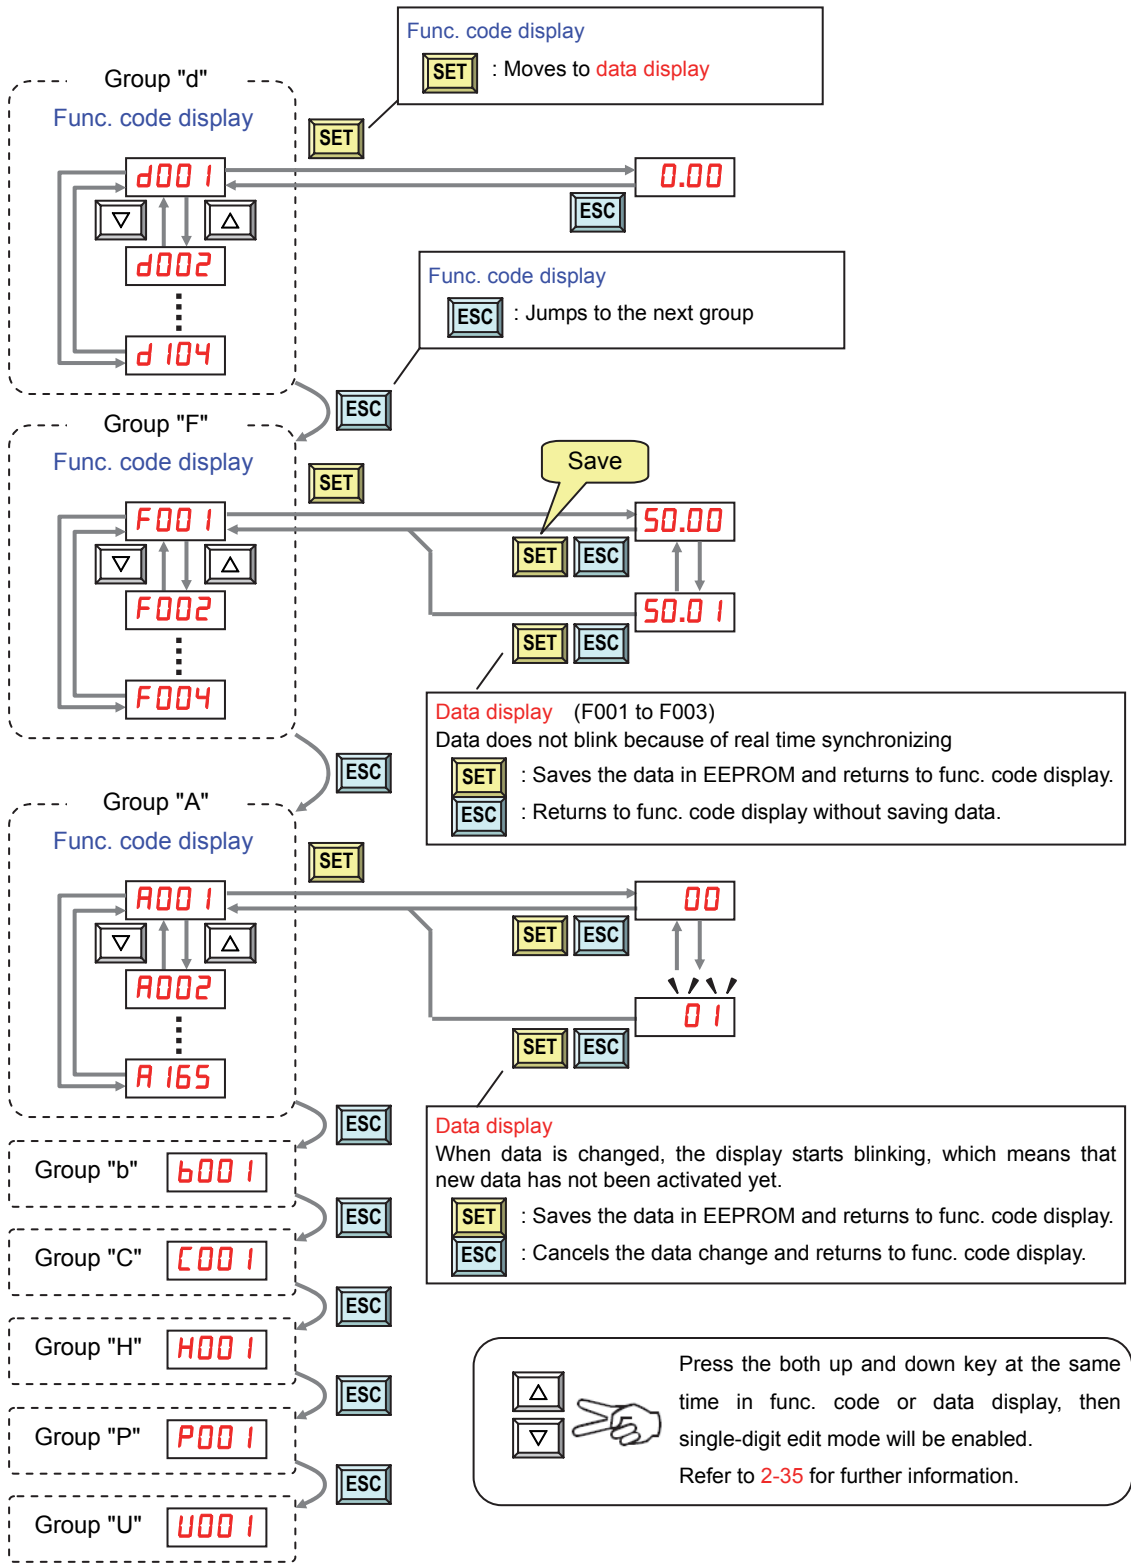 Func. code display
SET : Moves to data display
Group "d"
Func. code display
SET
d001
0.00
ESC
d002
Func. code display
ESC : Jumps to the next group
d104
ESC
Group "F"
Func. code display
Save
SET
F001
50.00
SET ESC
F002
50.01
SET ESC
F004
Data display (F001 to F003)
Data does not blink because of real time synchronizing
SET : Saves the data in EEPROM and returns to func. code display.
ESC : Returns to func. code display without saving data.
ESC
Group "A"
Func. code display
SET
A001
00
SET ESC
A002
01
SET ESC
A165
ESC
Data display
When data is changed, the display starts blinking, which means that
new data has not been activated yet.
SET : Saves the data in EEPROM and returns to func. code display.
ESC : Cancels the data change and returns to func. code display.
Group "b" b001
ESC
Group "C" C001
ESC
Group "H" H001
ESC
Group "P" P001
ESC
Group "U" U001
Press the both up and down key at the same
time in func. code or data display, then
single-digit edit mode will be enabled.
Refer to 2-35 for further information.